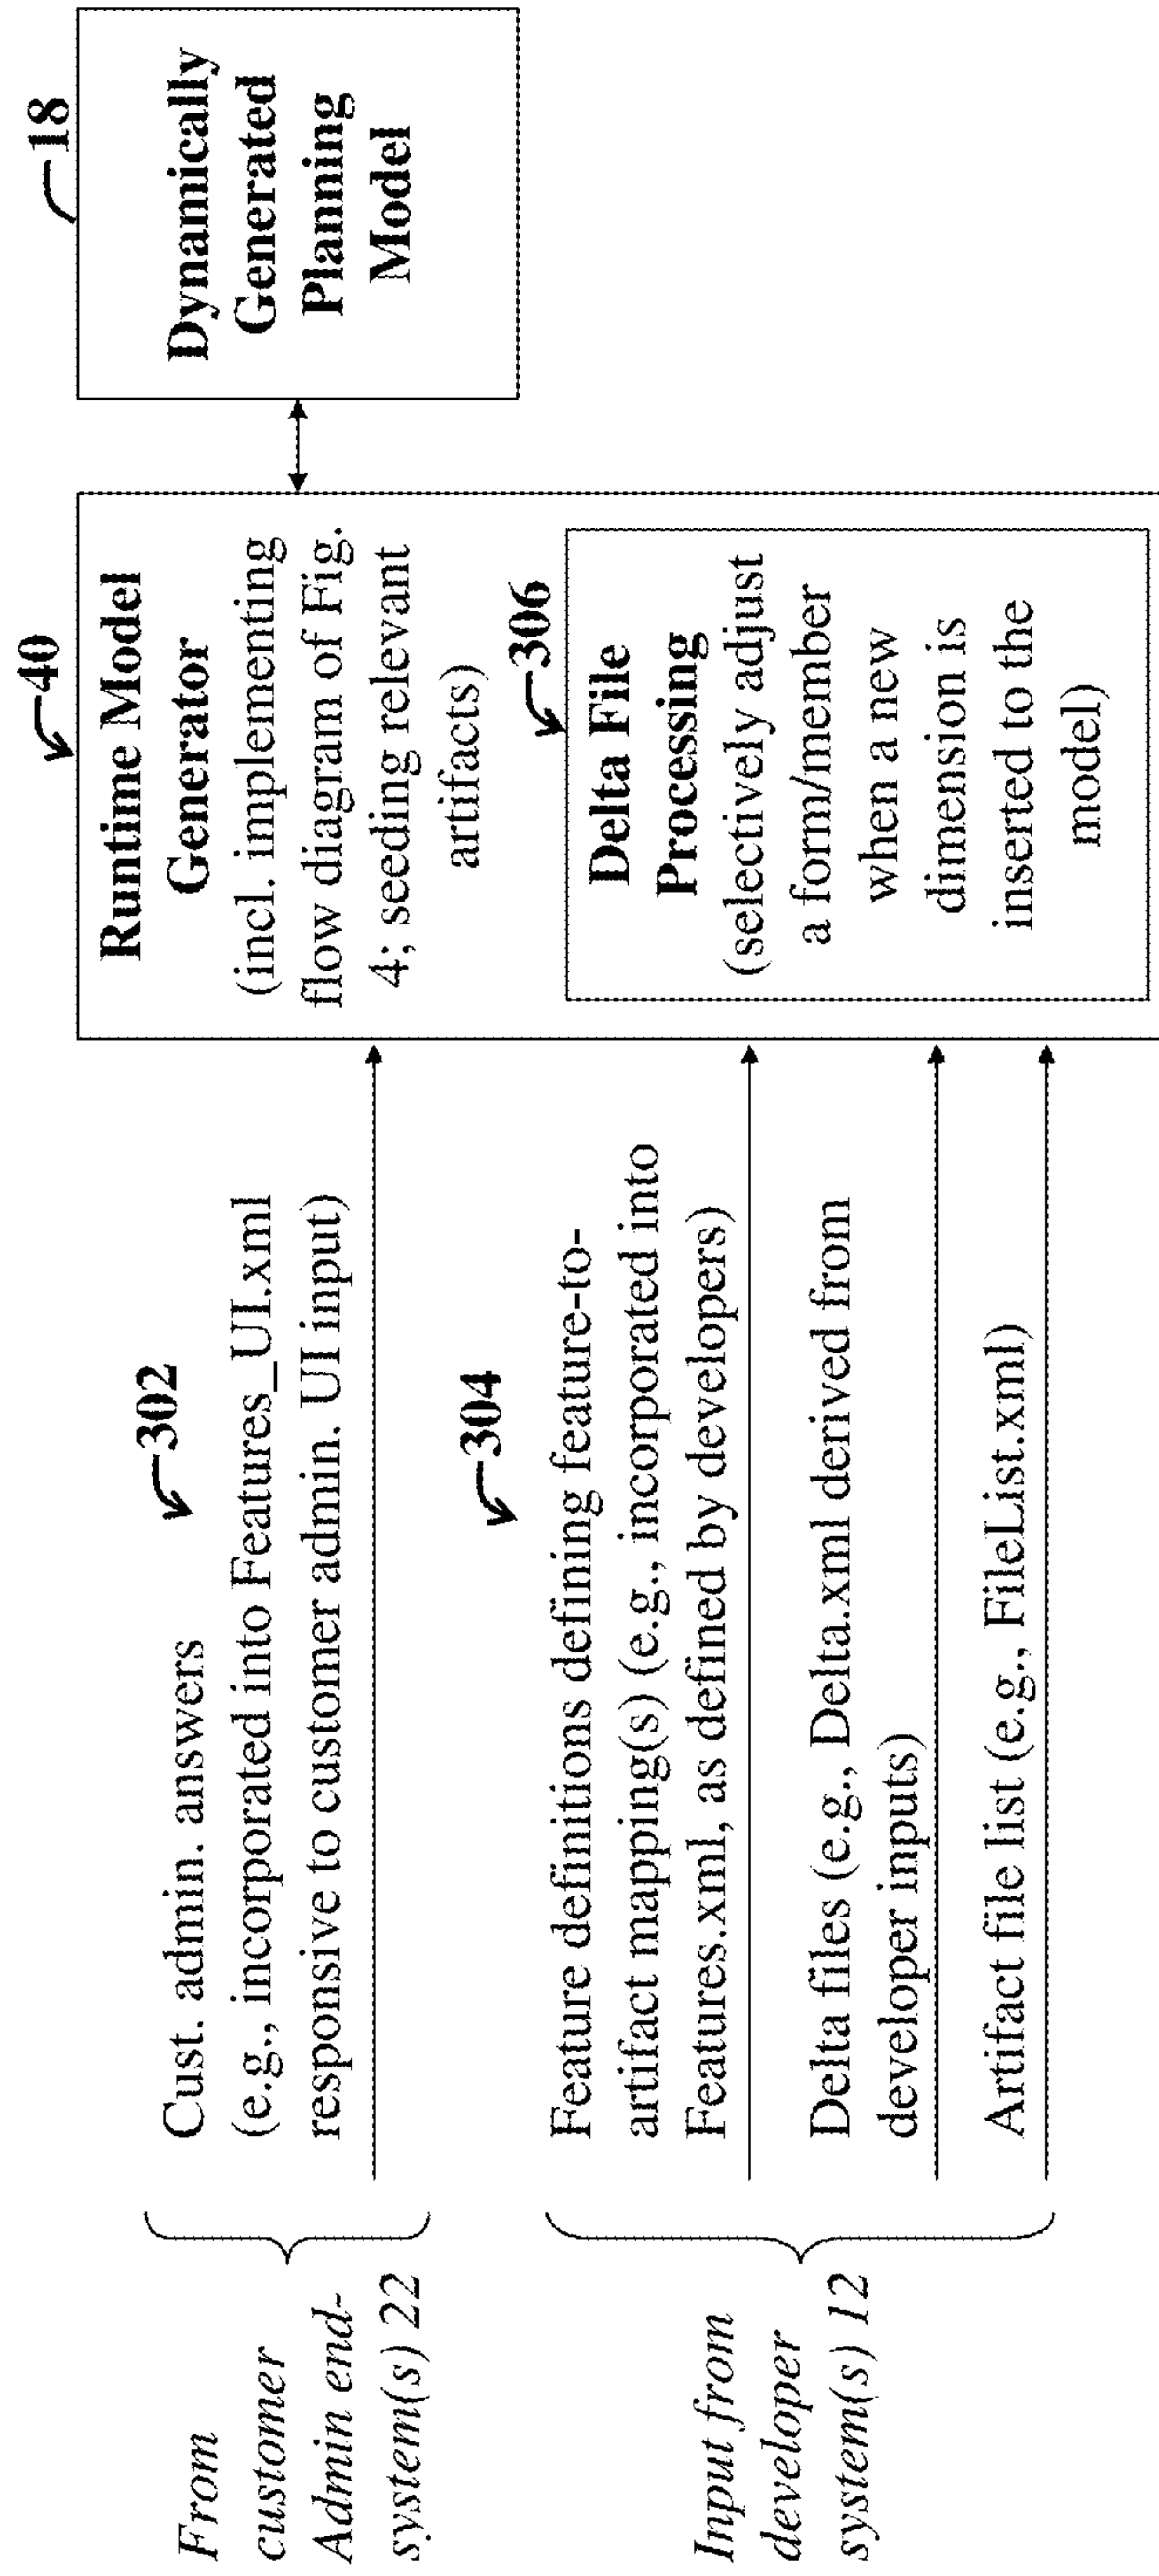 From
customer
Admin end-
system(s) 22
302
Cust. admin. answers
(e.g., incorporated into Features_UI.xml
responsive to customer admin. UI input)
Input from
developer
system(s) 12
304
Feature definitions defining feature-to-
artifact mapping(s) (e.g., incorporated into
Features.xml, as defined by developers)
Delta files (e.g., Delta.xml derived from
developer inputs)
Artifact file list (e.g., FileList.xml)
40
Runtime Model
Generator
(incl. implementing
flow diagram of Fig.
4; seeding relevant
artifacts)
306
Delta File
Processing
(selectively adjust
a form/member
when a new
dimension is
inserted to the
model)
18
Dynamically
Generated
Planning
Model